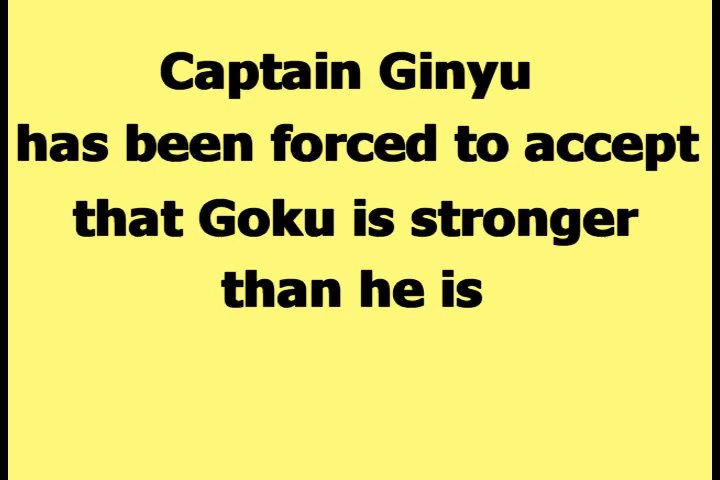 Captain Ginyu
has been forced to accept
that Goku is stronger
than he is